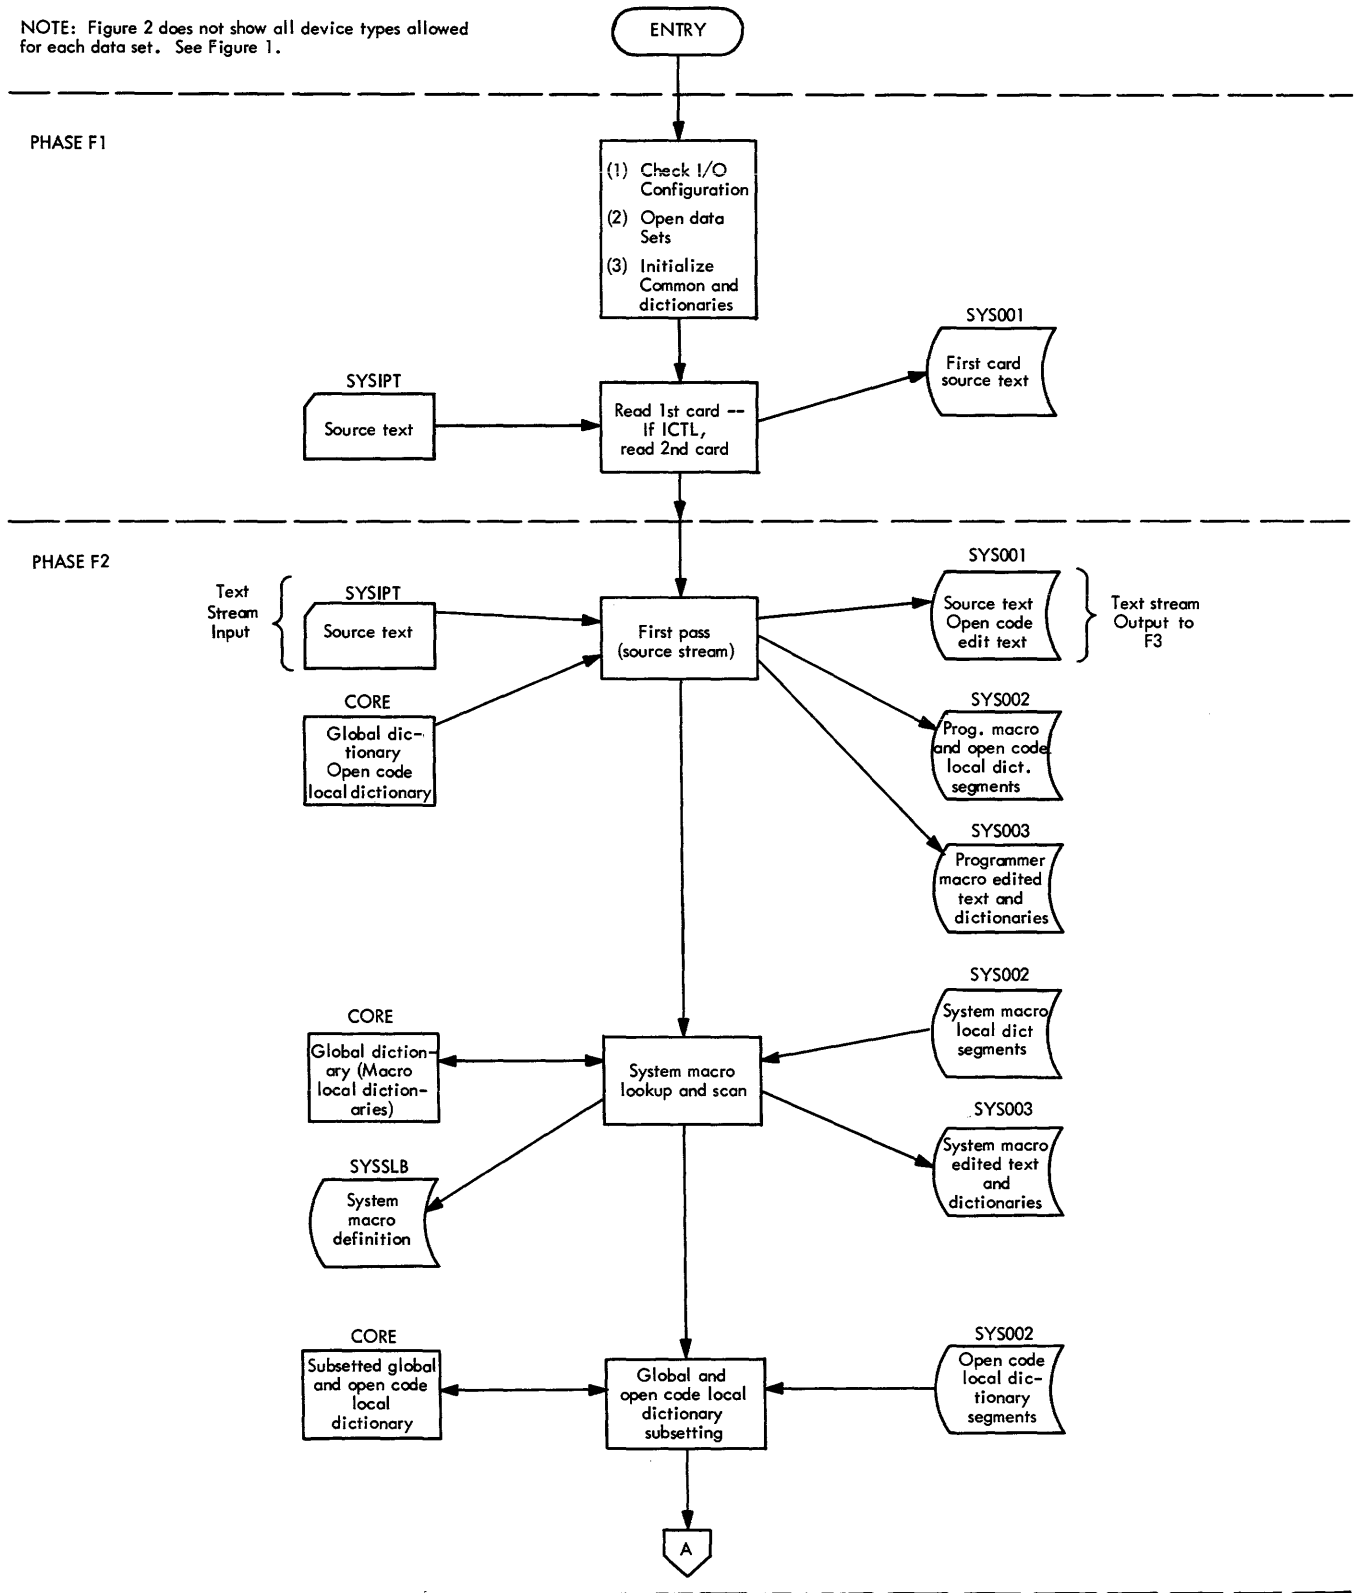 NOTE: Figure 2 does not show all device types allowed
for each data set. See Figure 1.
ENTRY
PHASE F1
(1) Check I/O
Configuration
(2) Open data
Sets
(3) Initialize
Common and
dictionaries
SYS001
First card
source text
SYSIPT
Source text
Read 1st card --
If ICTL,
read 2nd card
PHASE F2
Text
Stream
Input
SYSIPT
Source text
First pass
(source stream)
SYS001
Source text
Open code
edit text
Text stream
Output to
F3
CORE
Global dic-
tionary
Open code
local dictionary
SYS002
Prog. macro
and open code
local dict.
segments
SYS003
Programmer
macro edited
text and
dictionaries
SYS002
System macro
local dict
segments
CORE
Global diction-
ary (Macro
local diction-
aries)
System macro
lookup and scan
SYS003
System macro
edited text
and
dictionaries
SYSSLB
System
macro
definition
CORE
Subsetted global
and open code
local
dictionary
Global and
open code local
dictionary
subsetting
SYS002
Open code
local dic-
tionary
segments
A